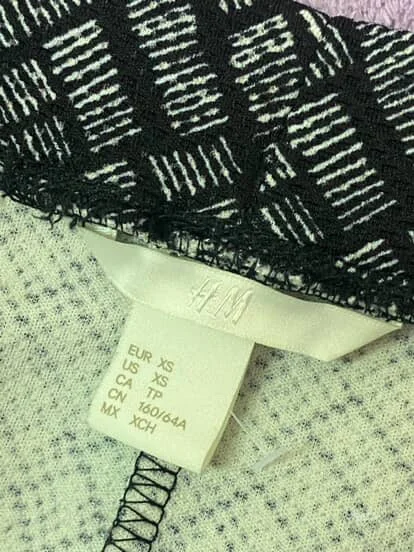 H&M
EUR XS
US XS
CA TP
CN 160/64A
MX XCH